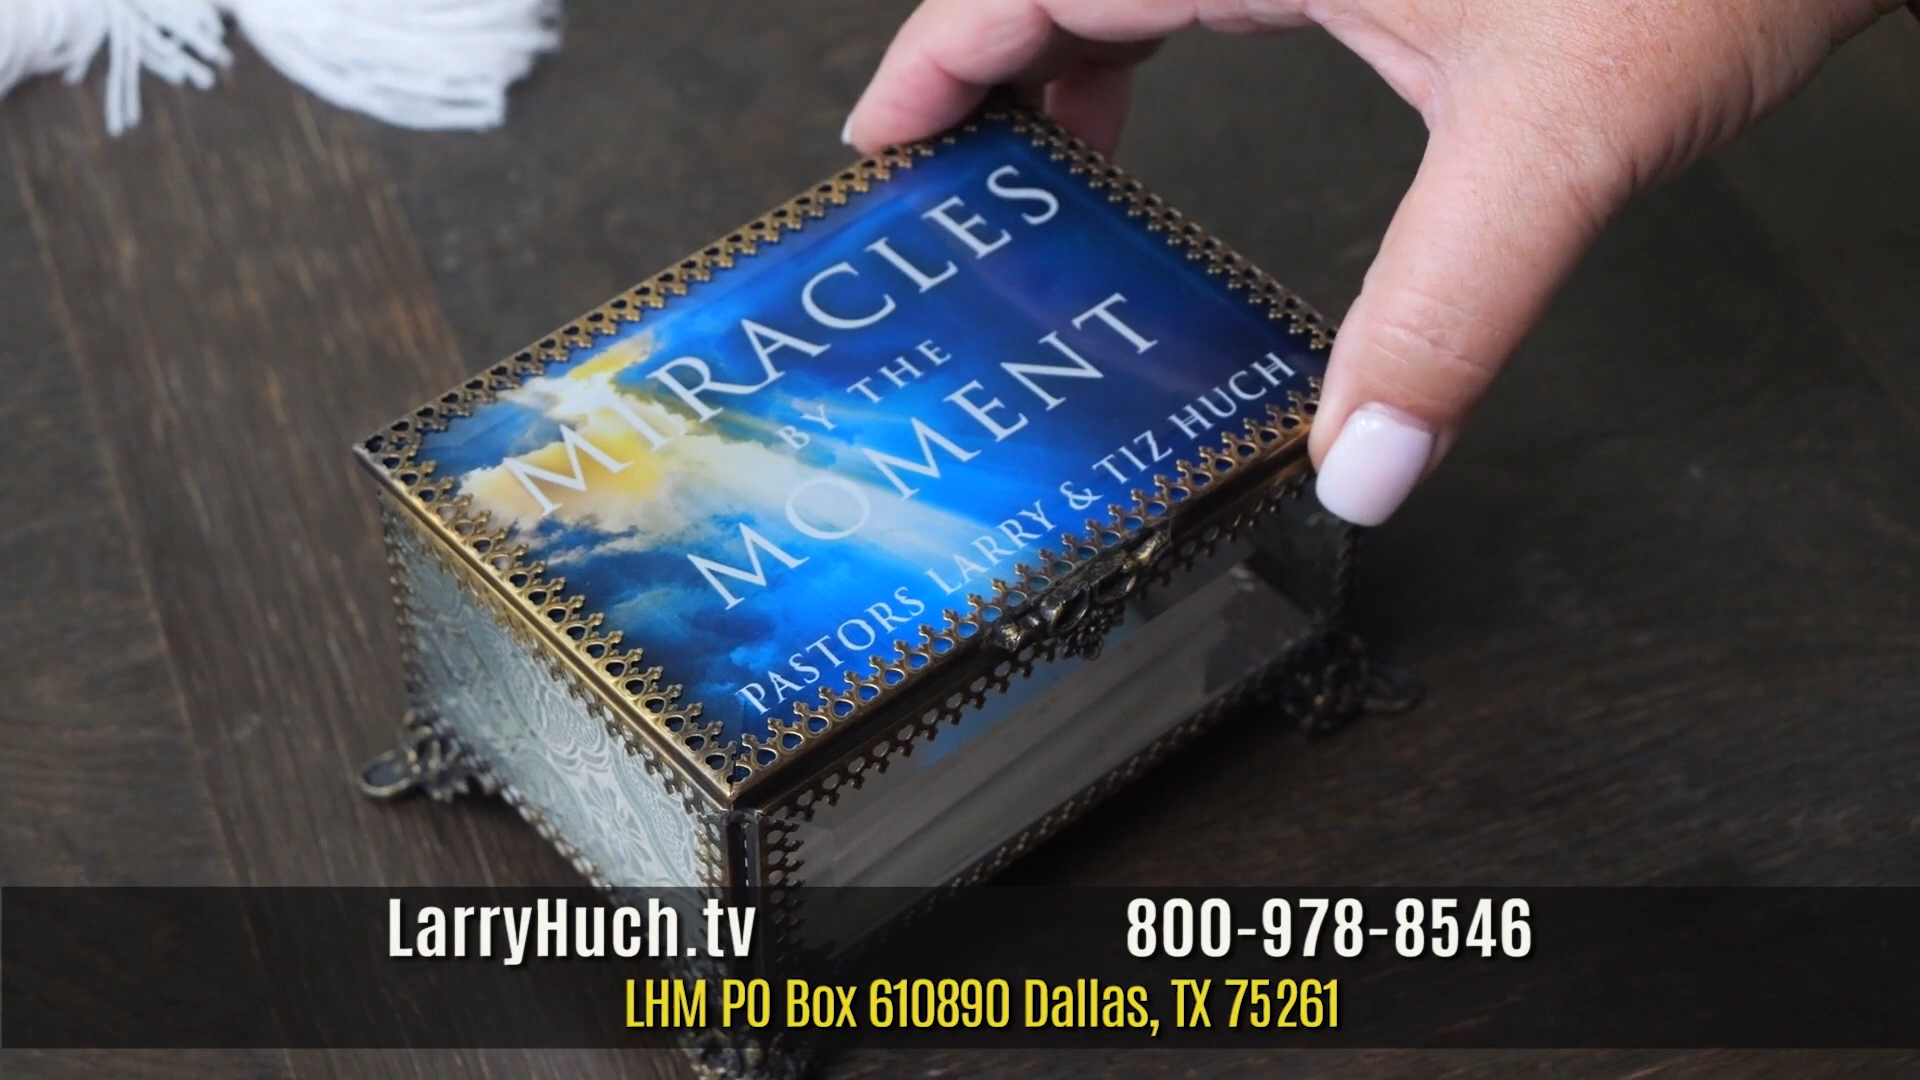 MIRACLES
BY THE
MOMENT
PASTORS LARRY & TIZ HUCH
LarryHuch.tv
800-978-8546
LHM PO Box 610890 Dallas, TX 75261